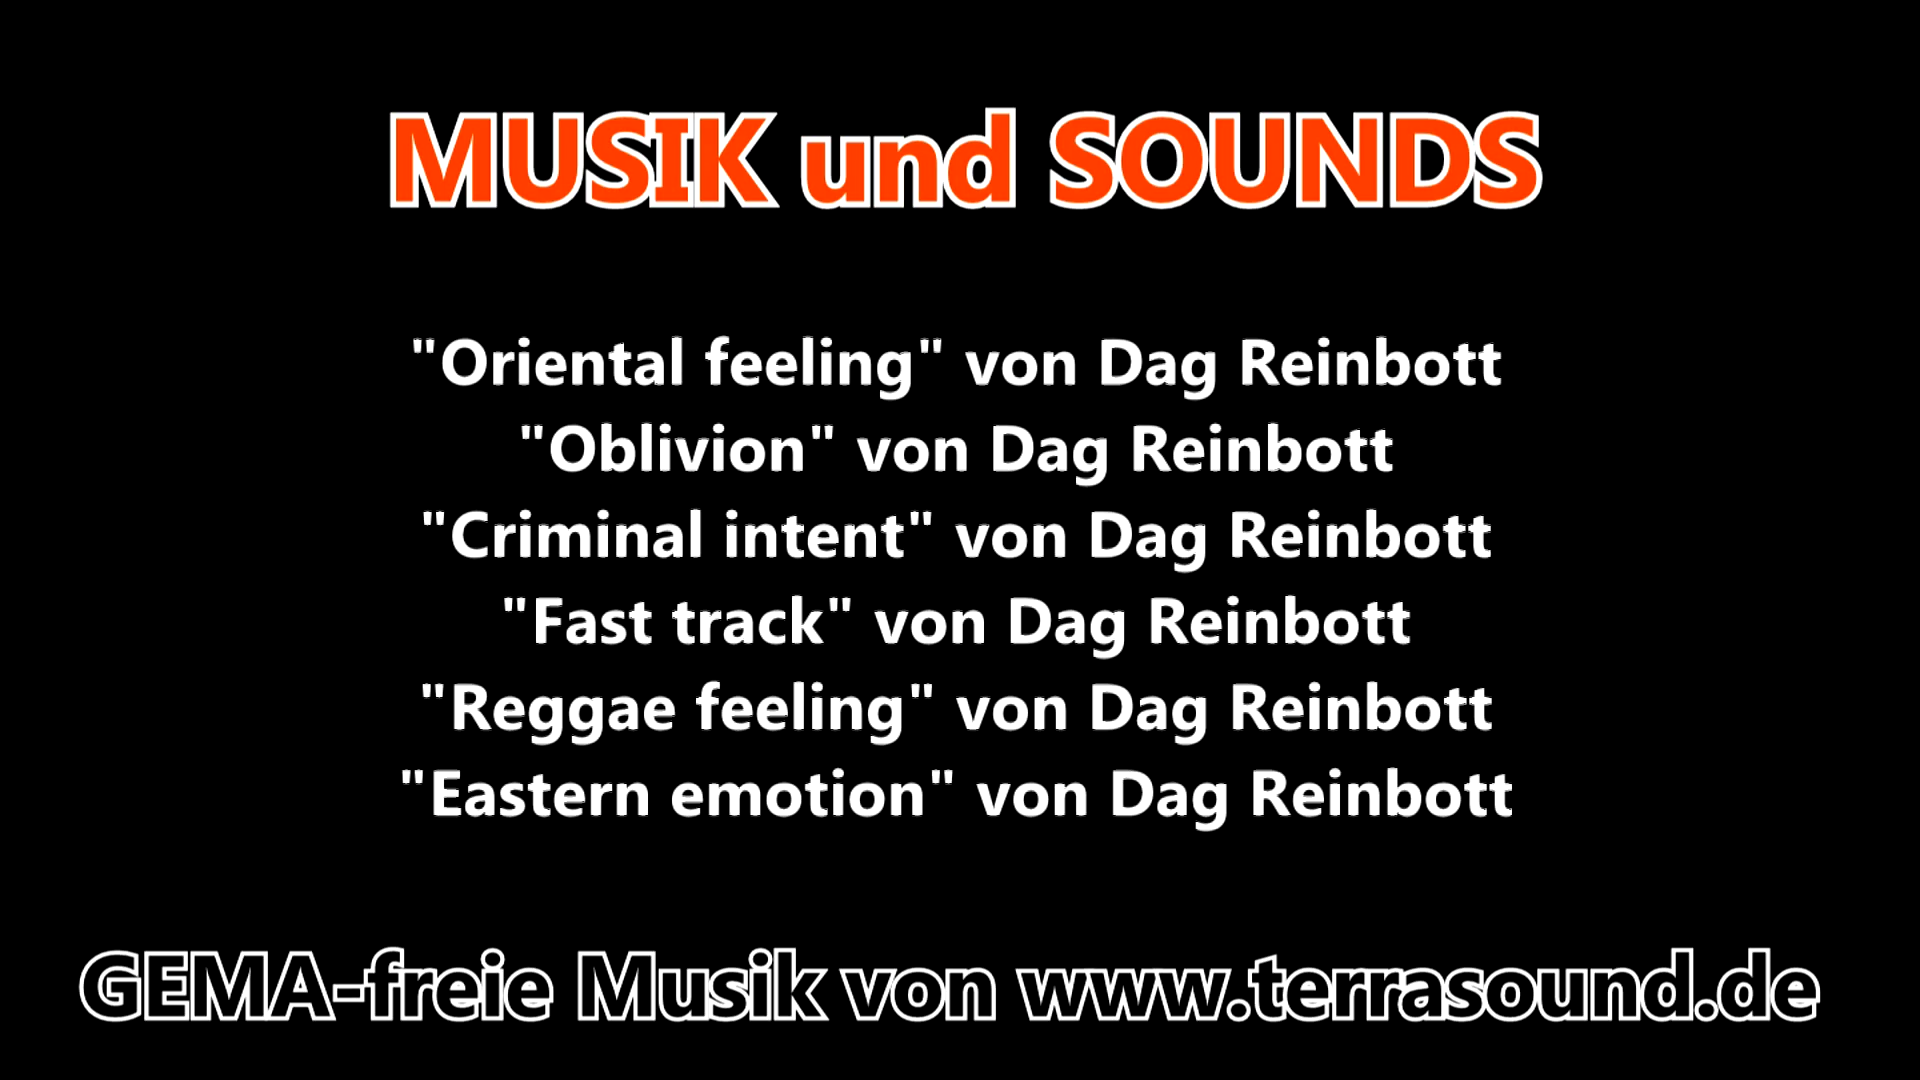 MUSIK und SOUNDS
"Oriental feeling" von Dag Reinbott
"Oblivion" von Dag Reinbott
"Criminal intent" von Dag Reinbott
"Fast track" von Dag Reinbott
"Reggae feeling" von Dag Reinbott
"Eastern emotion" von Dag Reinbott
GEMA-freie Musik von www.terrasound.de